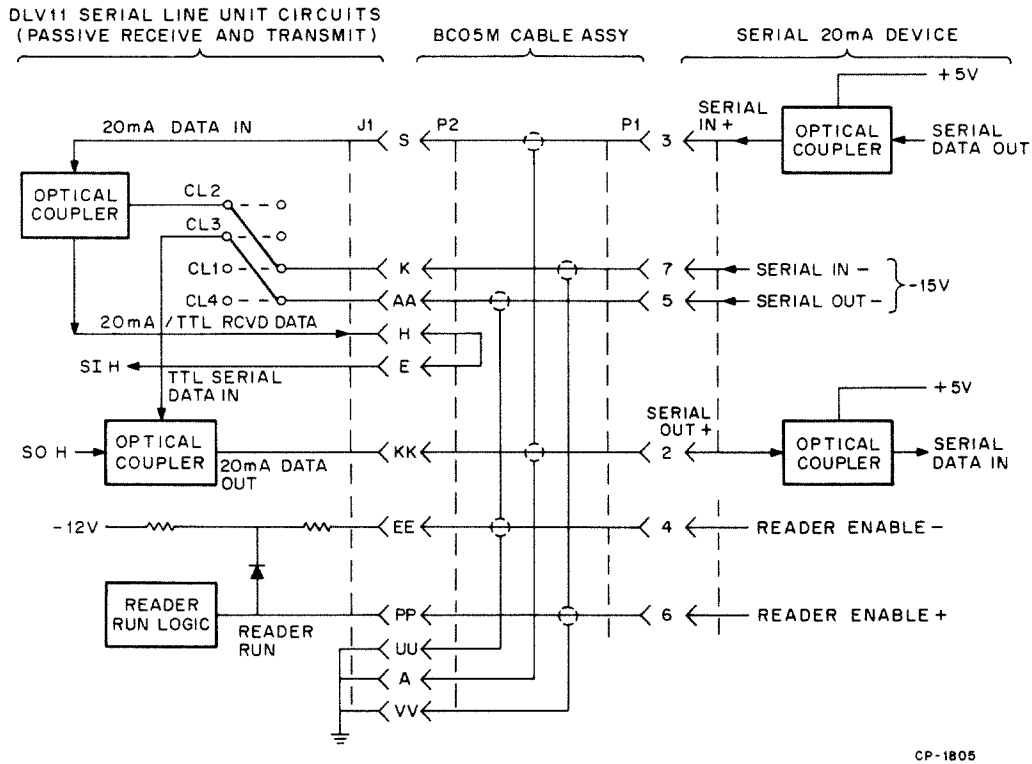 DLV11 SERIAL LINE UNIT CIRCUITS
(PASSIVE RECEIVE AND TRANSMIT)
BC05M CABLE ASSY
SERIAL 20mA DEVICE
+5V
20mA DATA IN
J1
S
P2
P1
3
SERIAL
IN+
OPTICAL
COUPLER
SERIAL
DATA OUT
OPTICAL
COUPLER
CL2
CL3
CL1
CL4
K
7
SERIAL IN -
AA
5
SERIAL OUT -
-15V
20mA / TTL RCVD DATA
H
SI H
E
TTL SERIAL
DATA IN
+5V
SERIAL
OUT+
SO H
OPTICAL
COUPLER
20mA DATA
OUT
KK
2
OPTICAL
COUPLER
SERIAL
DATA IN
-12V
EE
4
READER ENABLE -
READER
RUN LOGIC
READER
RUN
PP
6
READER ENABLE +
UU
A
VV
CP-1805